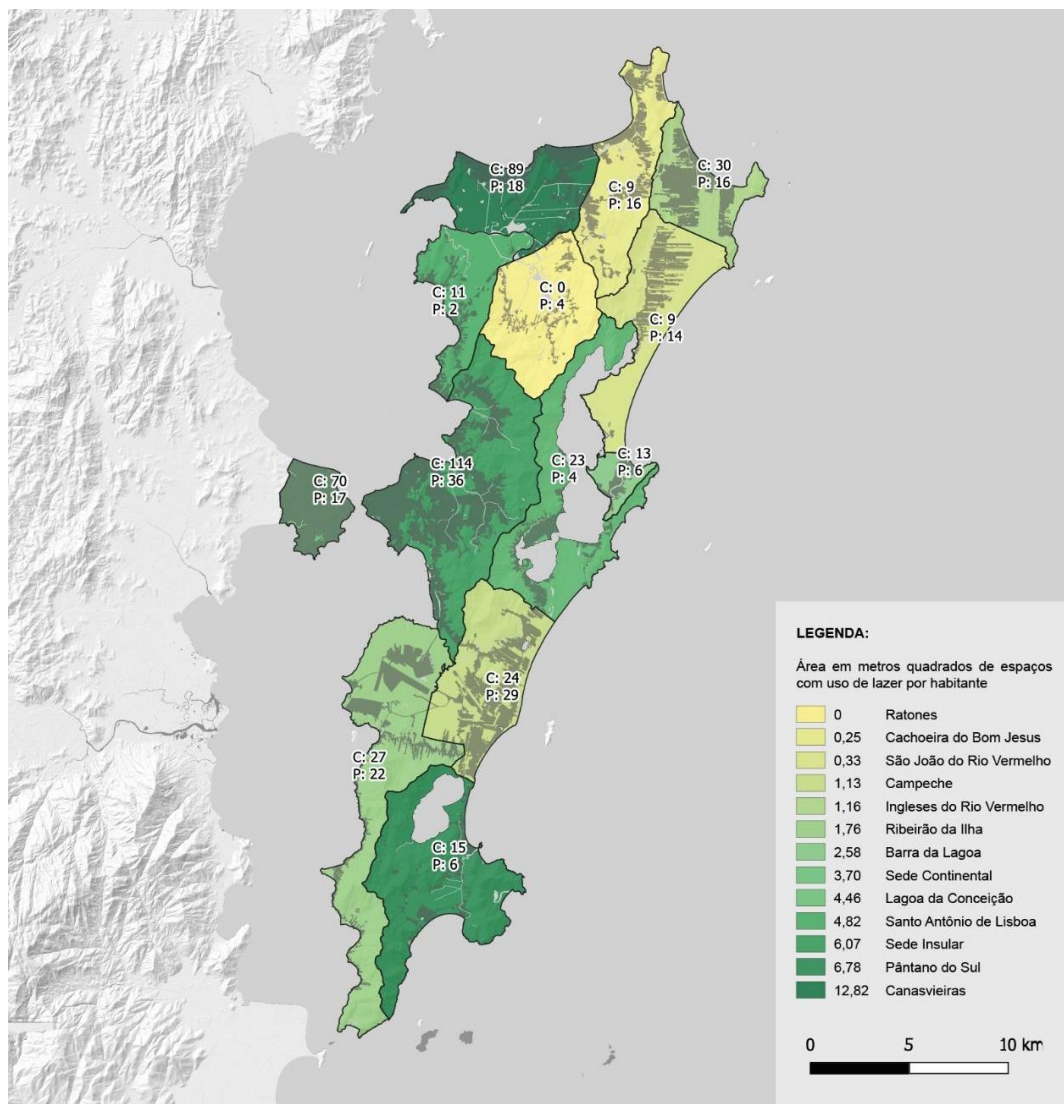 C: 89
P: 18
C: 30
P: 16
C: 9
P: 16
C: 0
P: 4
C: 11
P: 2
C: 9
P: 14
C: 114
P: 36
C: 23
P: 4
C: 13
P: 6
C: 70
P: 17
C: 24
P: 29
C: 27
P: 22
C: 15
P: 6
LEGENDA:
Área em metros quadrados de espaços
com uso de lazer por habitante
0 Ratones
0,25 Cachoeira do Bom Jesus
0,33 São João do Rio Vermelho
1,13 Campeche
1,16 Ingleses do Rio Vermelho
1,76 Ribeirão da Ilha
2,58 Barra da Lagoa
3,70 Sede Continental
4,46 Lagoa da Conceição
4,82 Santo Antônio de Lisboa
6,07 Sede Insular
6,78 Pântano do Sul
12,82 Canasvieiras
0 5 10 km